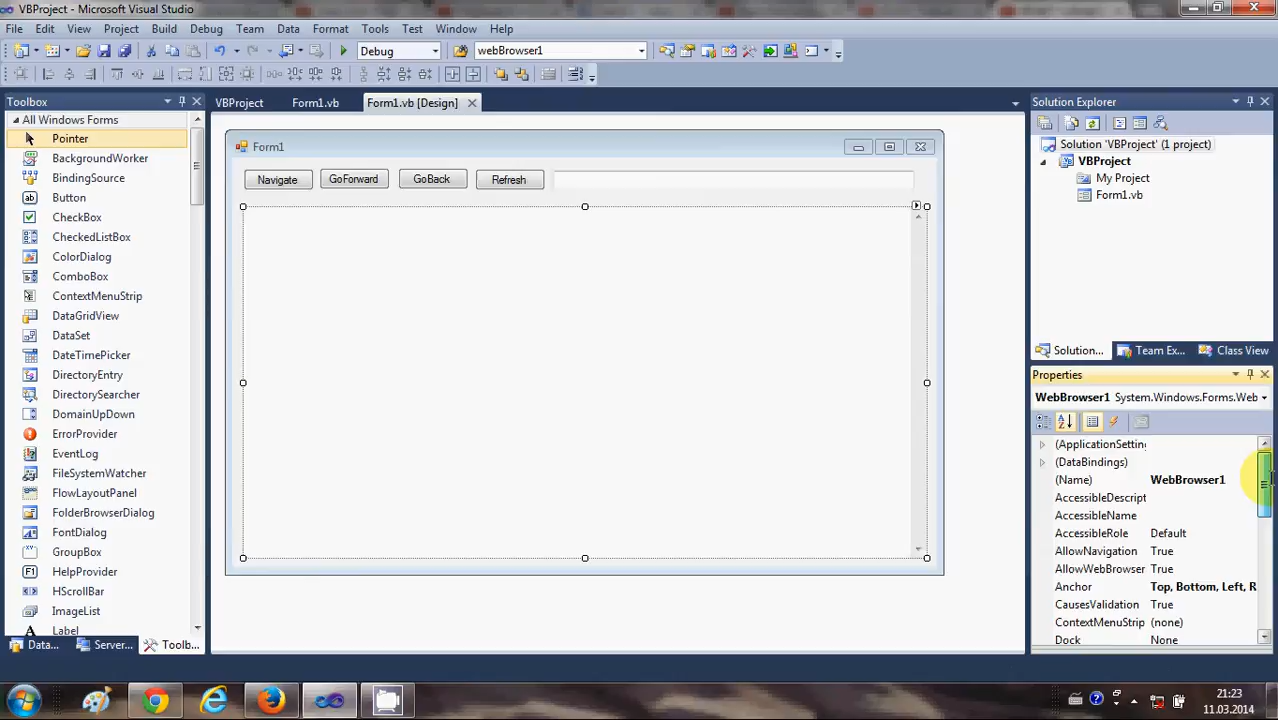 VBProject - Microsoft Visual Studio
File Edit View Project Build Debug Team Data Format Tools Test Window Help
Debug webBrowser1
Toolbox
VBProject Form1.vb Form1.vb [Design]
Solution Explorer
All Windows Forms
Pointer
BackgroundWorker
BindingSource
Button
CheckBox
CheckedListBox
ColorDialog
ComboBox
ContextMenuStrip
DataGridView
DataSet
DateTimePicker
DirectoryEntry
DirectorySearcher
DomainUpDown
ErrorProvider
EventLog
FileSystemWatcher
FlowLayoutPanel
FolderBrowserDialog
FontDialog
GroupBox
HelpProvider
HScrollBar
ImageList
Label
Data... Server... Toolb...
Form1
Navigate GoForward GoBack Refresh
Solution 'VBProject' (1 project)
VBProject
My Project
Form1.vb
Solution... Team Ex... Class View
Properties
WebBrowser1 System.Windows.Forms.Web
(ApplicationSetting
(DataBindings)
(Name) WebBrowser1
AccessibleDescript
AccessibleName
AccessibleRole Default
AllowNavigation True
AllowWebBrowser True
Anchor Top, Bottom, Left, R
CausesValidation True
ContextMenuStrip (none)
Dock None
21:23
11.03.2014